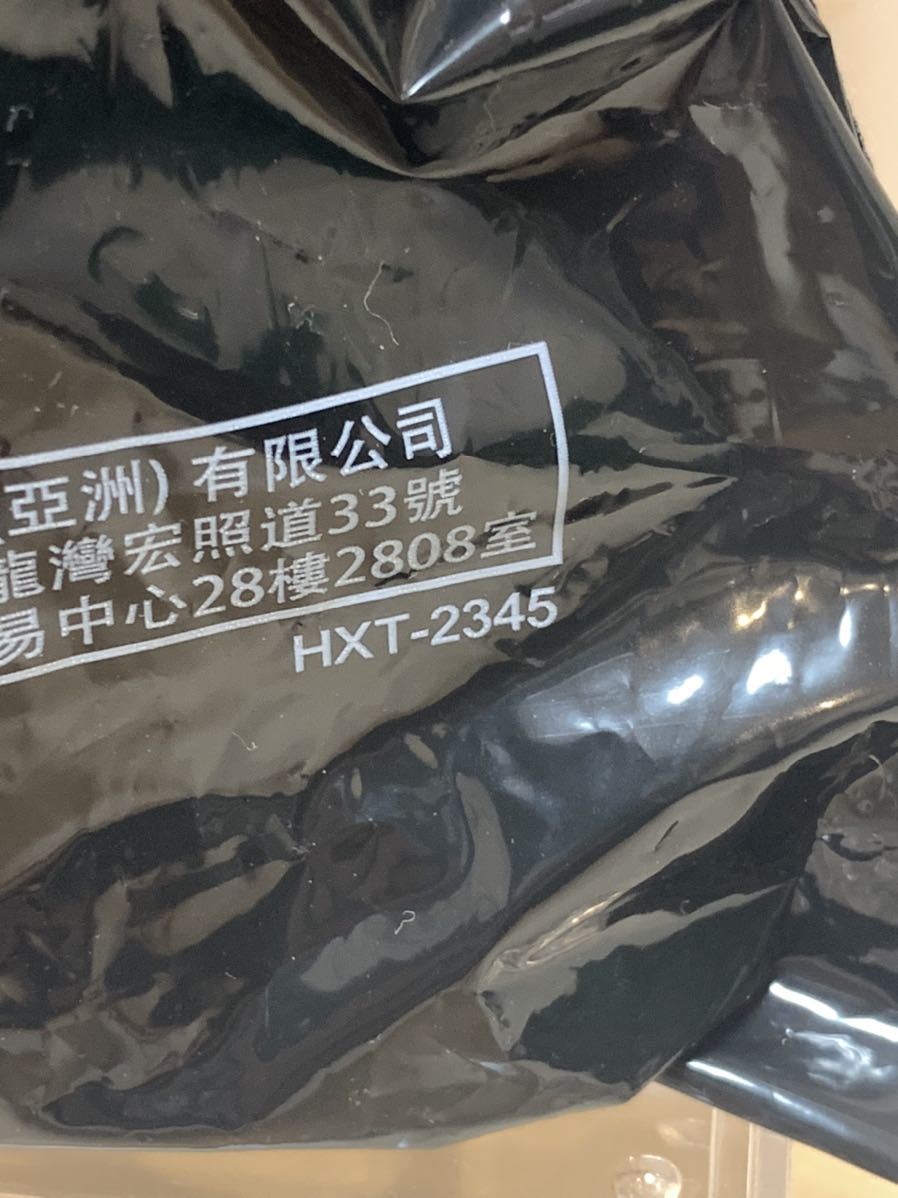 亞洲) 有限公司
龍灣宏照道33號
易中心28樓2808室
HXT-2345